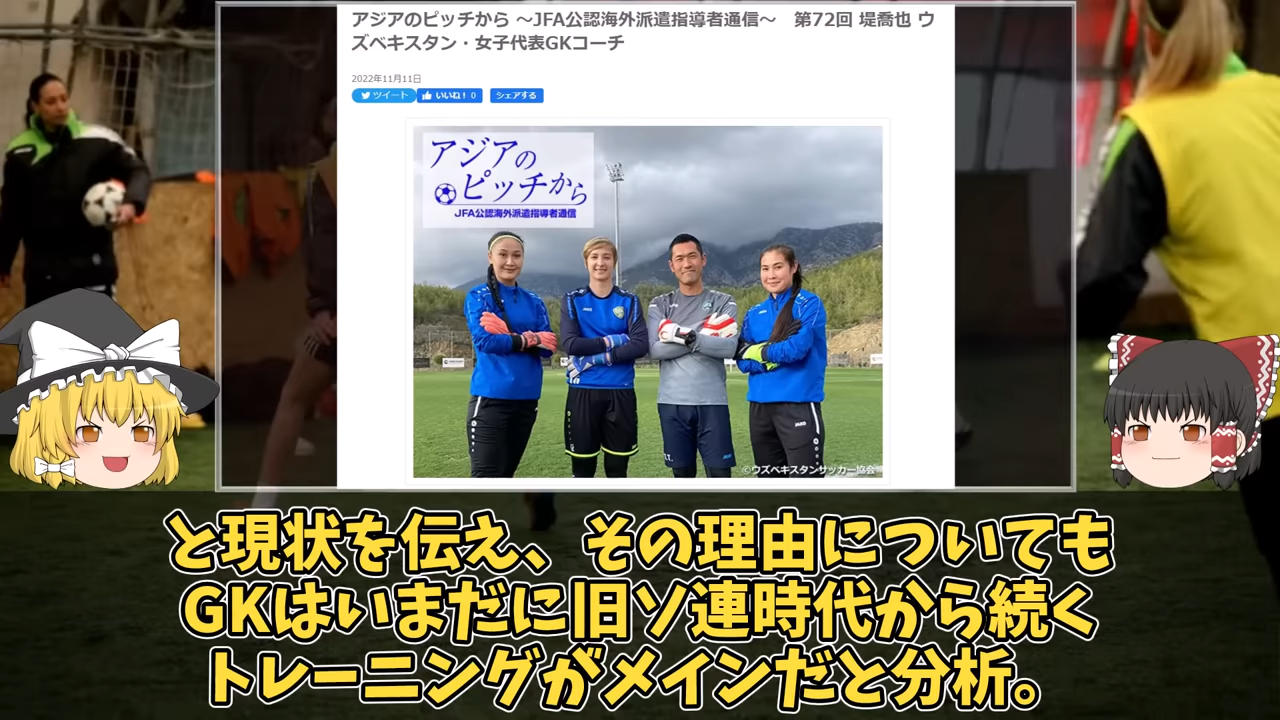 アジアのピッチから ～JFA公認海外派遣指導者通信～　第72回 堤喬也 ウ
ズベキスタン・女子代表GKコーチ
2022年11月11日
ツイート いいね！ 0 シェアする
アジアの
ピッチから
JFA公認海外派遣指導者通信
©ウズベキスタンサッカー協会
と現状を伝え、その理由についても
GKはいまだに旧ソ連時代から続く
トレーニングがメインだと分析。